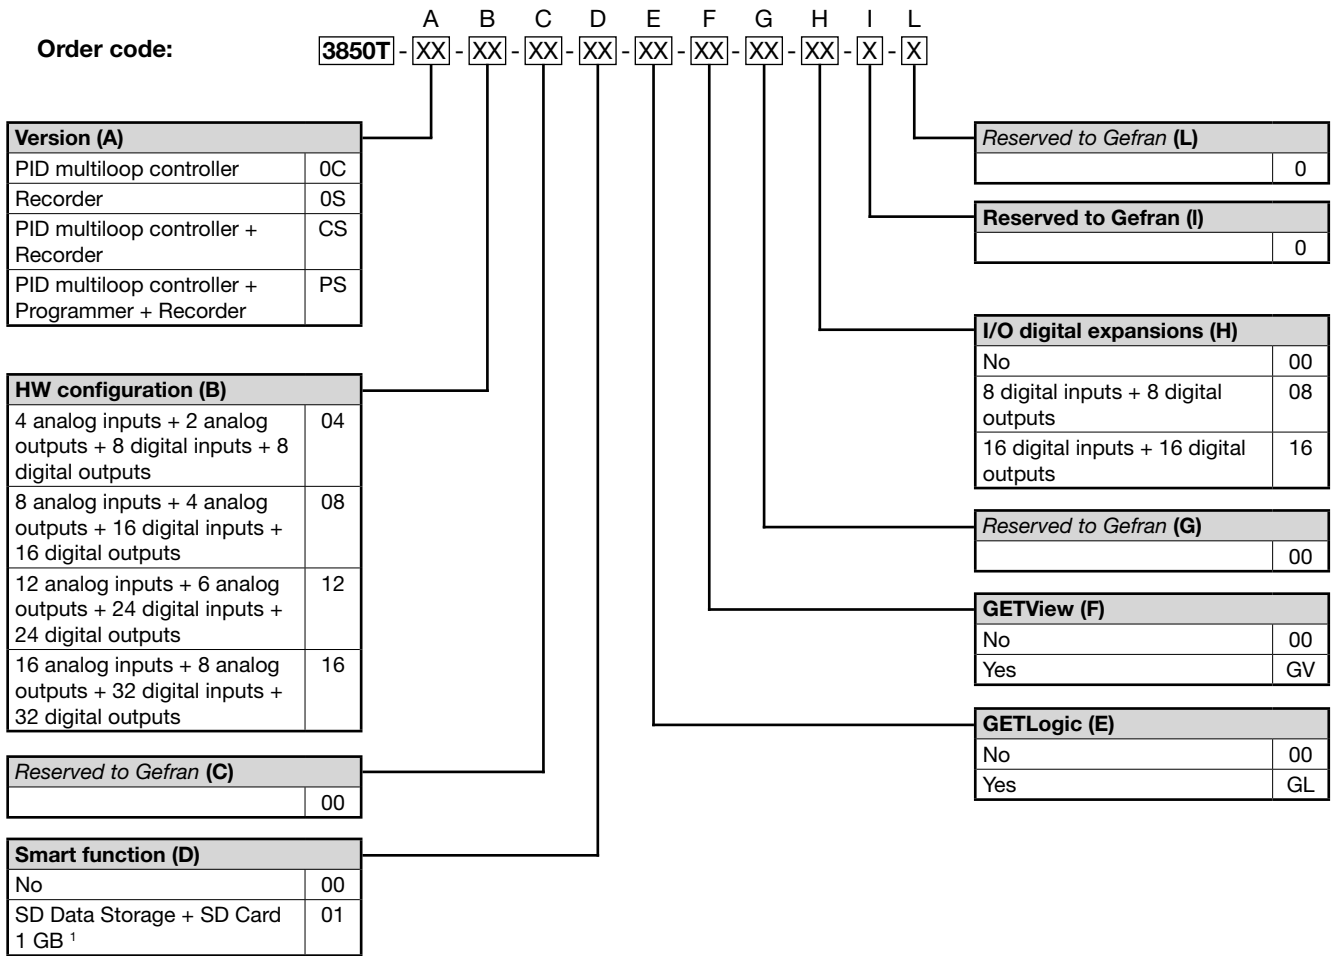 A B C D E F G H I L
Order code: 3850T - XX - XX - XX - XX - XX - XX - XX - XX - X - X
Version (A)
PID multiloop controller 0C
Recorder 0S
PID multiloop controller + CS
Recorder
PID multiloop controller + PS
Programmer + Recorder
HW configuration (B)
4 analog inputs + 2 analog 04
outputs + 8 digital inputs + 8
digital outputs
8 analog inputs + 4 analog 08
outputs + 16 digital inputs +
16 digital outputs
12 analog inputs + 6 analog 12
outputs + 24 digital inputs +
24 digital outputs
16 analog inputs + 8 analog 16
outputs + 32 digital inputs +
32 digital outputs
Reserved to Gefran (C)
00
Smart function (D)
No 00
SD Data Storage + SD Card 01
1 GB ¹
Reserved to Gefran (L)
0
Reserved to Gefran (I)
0
I/O digital expansions (H)
No 00
8 digital inputs + 8 digital 08
outputs
16 digital inputs + 16 digital 16
outputs
Reserved to Gefran (G)
00
GETView (F)
No 00
Yes GV
GETLogic (E)
No 00
Yes GL